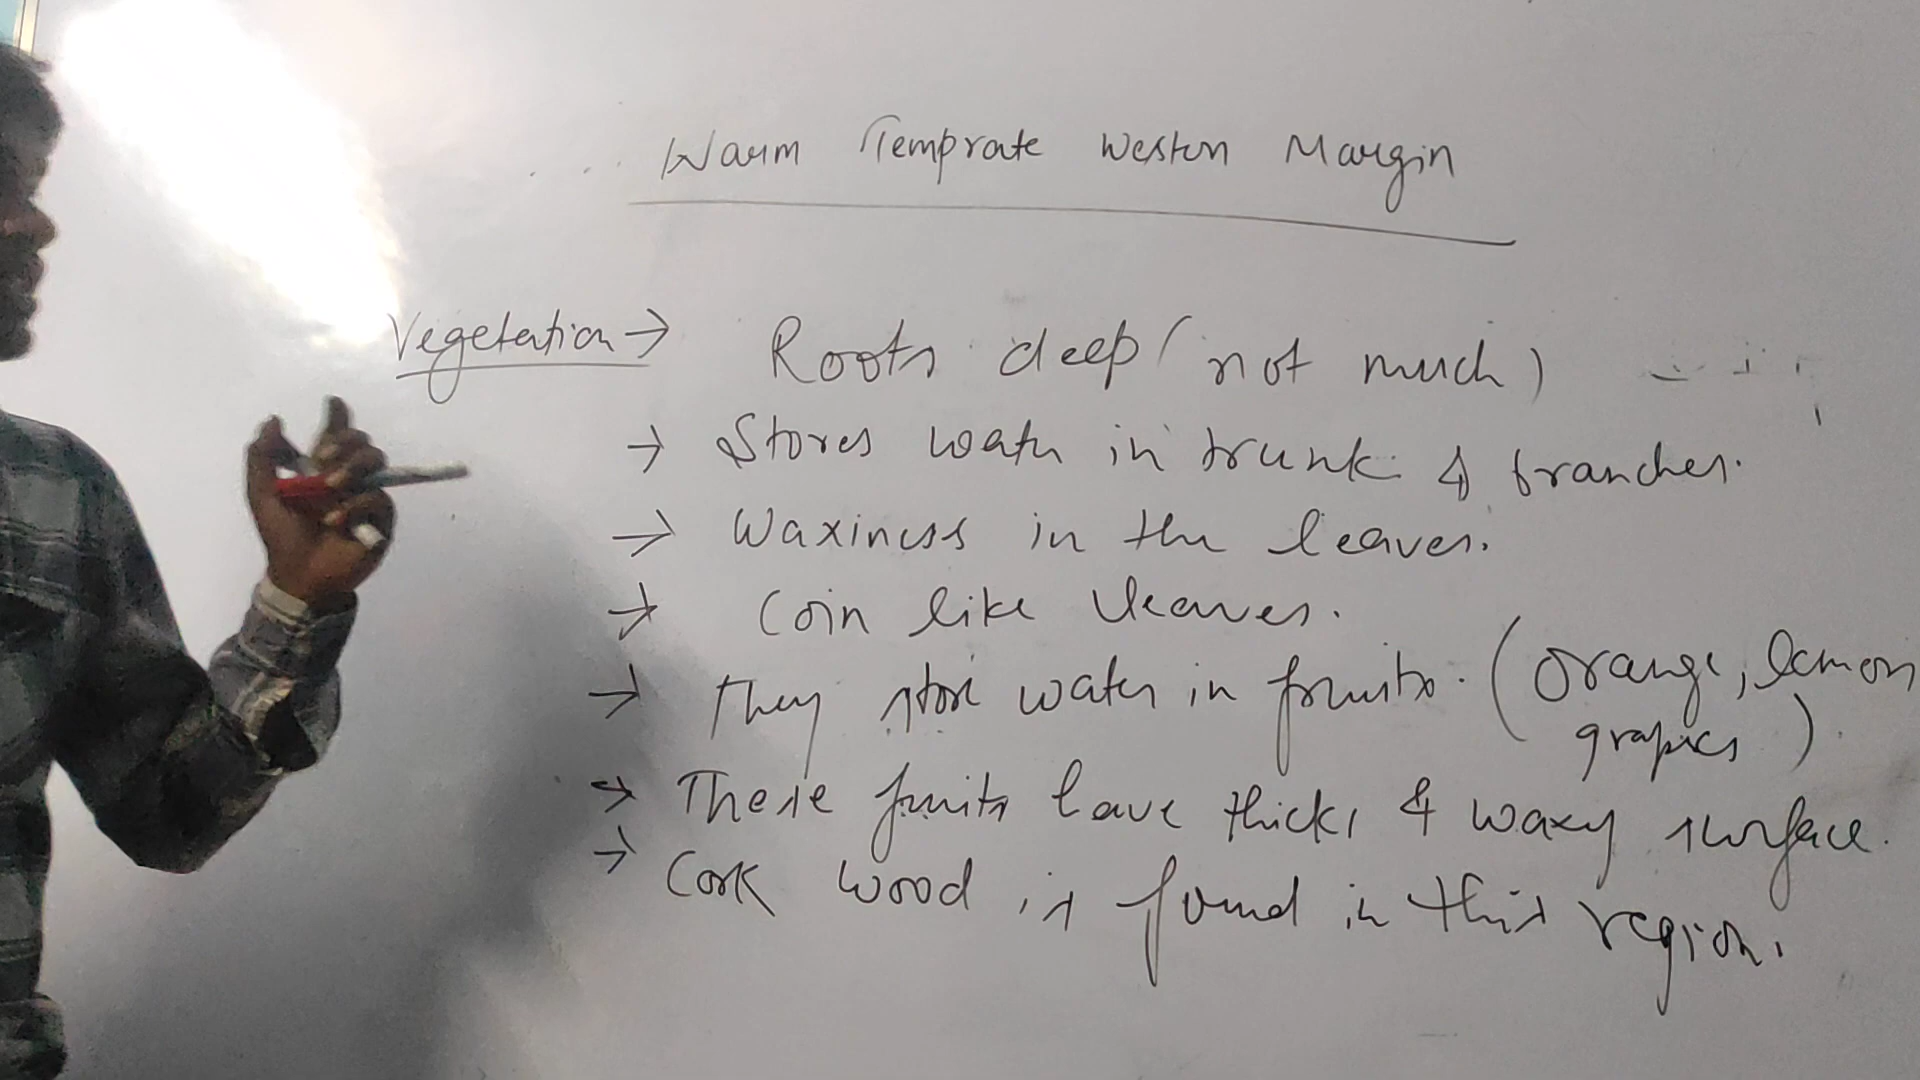 Warm Temprate Western Margin
Vegetation → Roots deep (not much)
→ Stores water in trunk & branches.
→ Waxiness in the leaves.
→ Coin like leaves.
→ They store water in fruits. (Orange, lemon
grapes).
→ These fruits have thick & waxy surface.
→ Cork wood is found in this region.